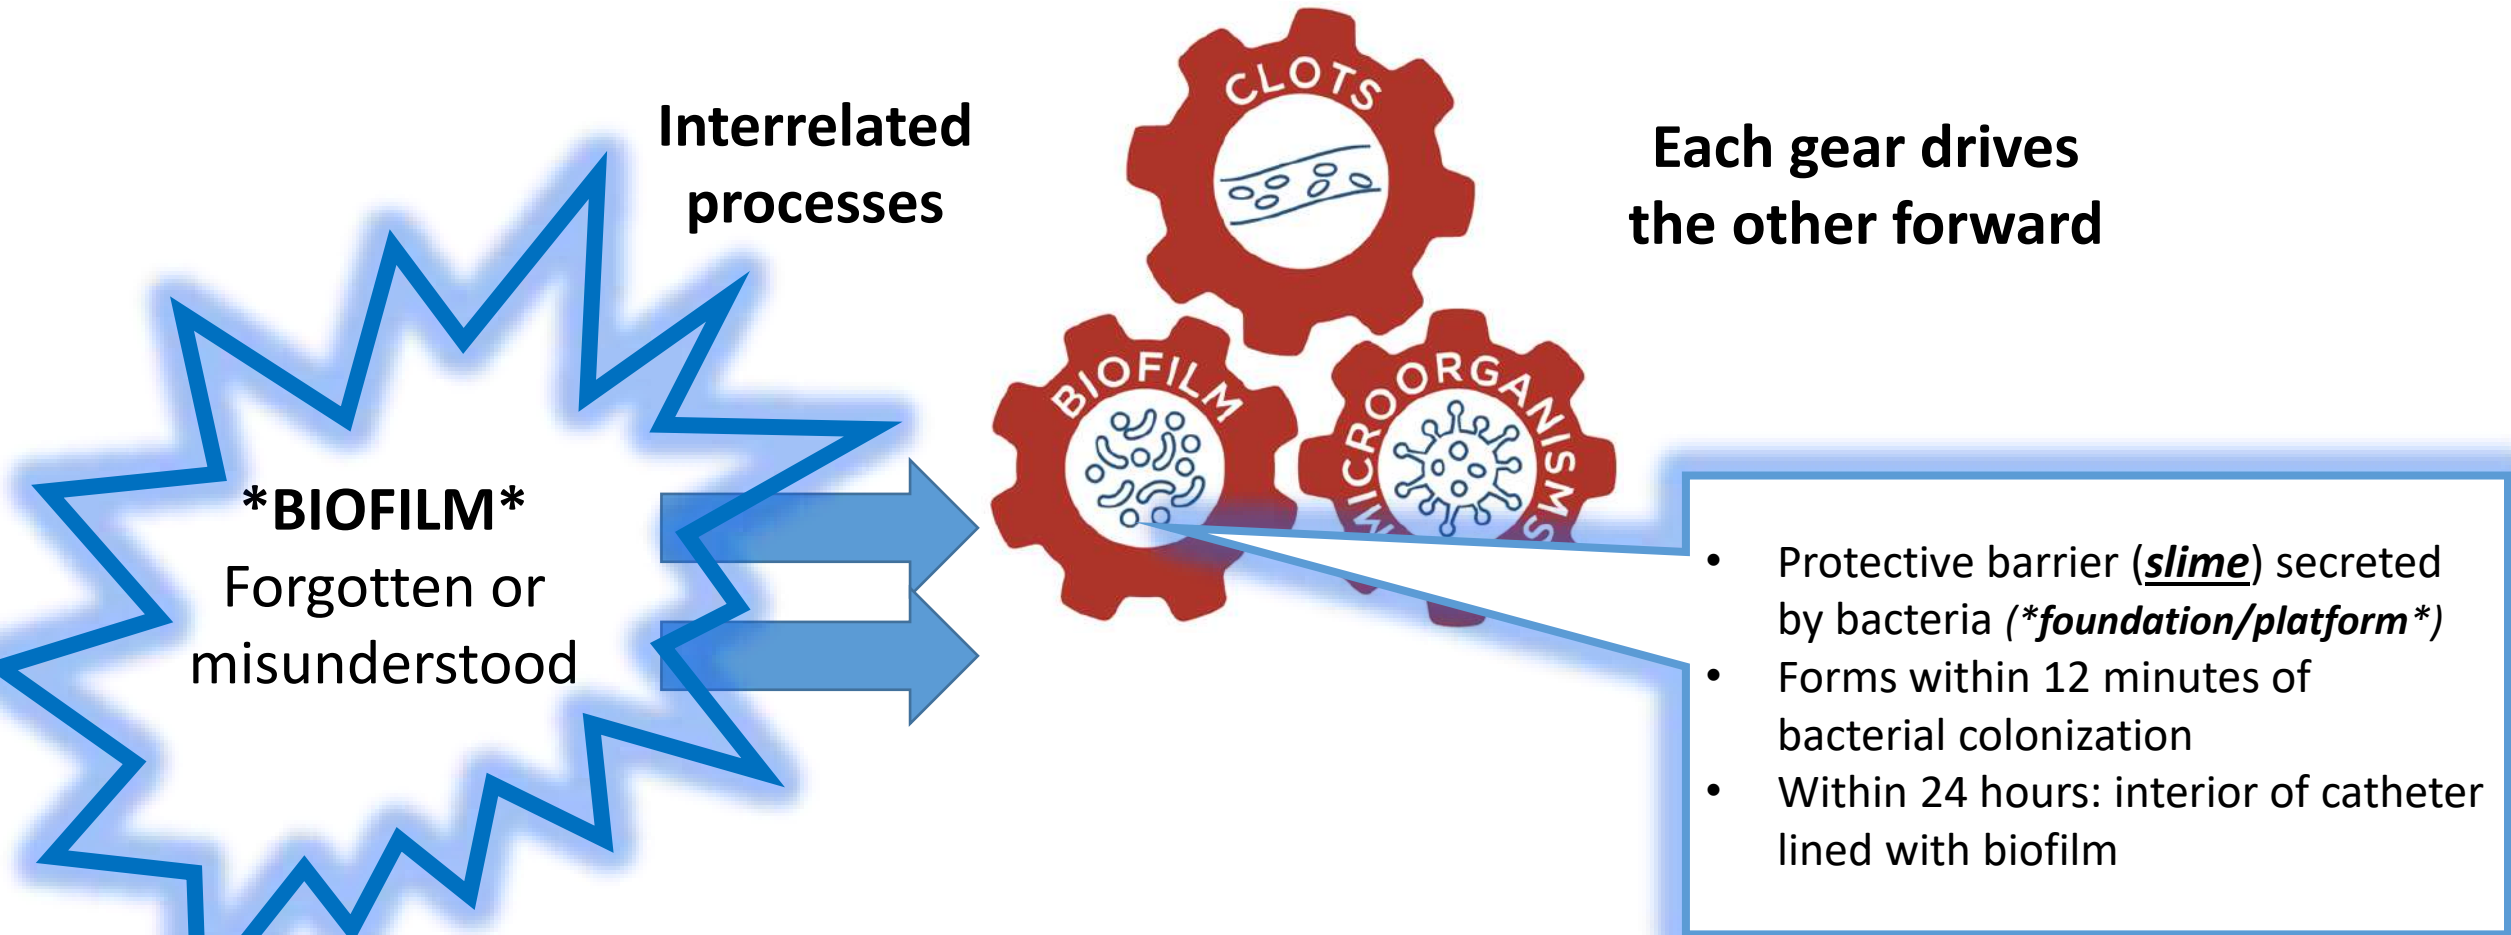 Interrelated
processes
CLOTS
Each gear drives
the other forward
BIOFILM
MICROORGANISMS
*BIOFILM*
Forgotten or
misunderstood
• Protective barrier (slime) secreted
by bacteria (*foundation/platform*)
• Forms within 12 minutes of
bacterial colonization
• Within 24 hours: interior of catheter
lined with biofilm